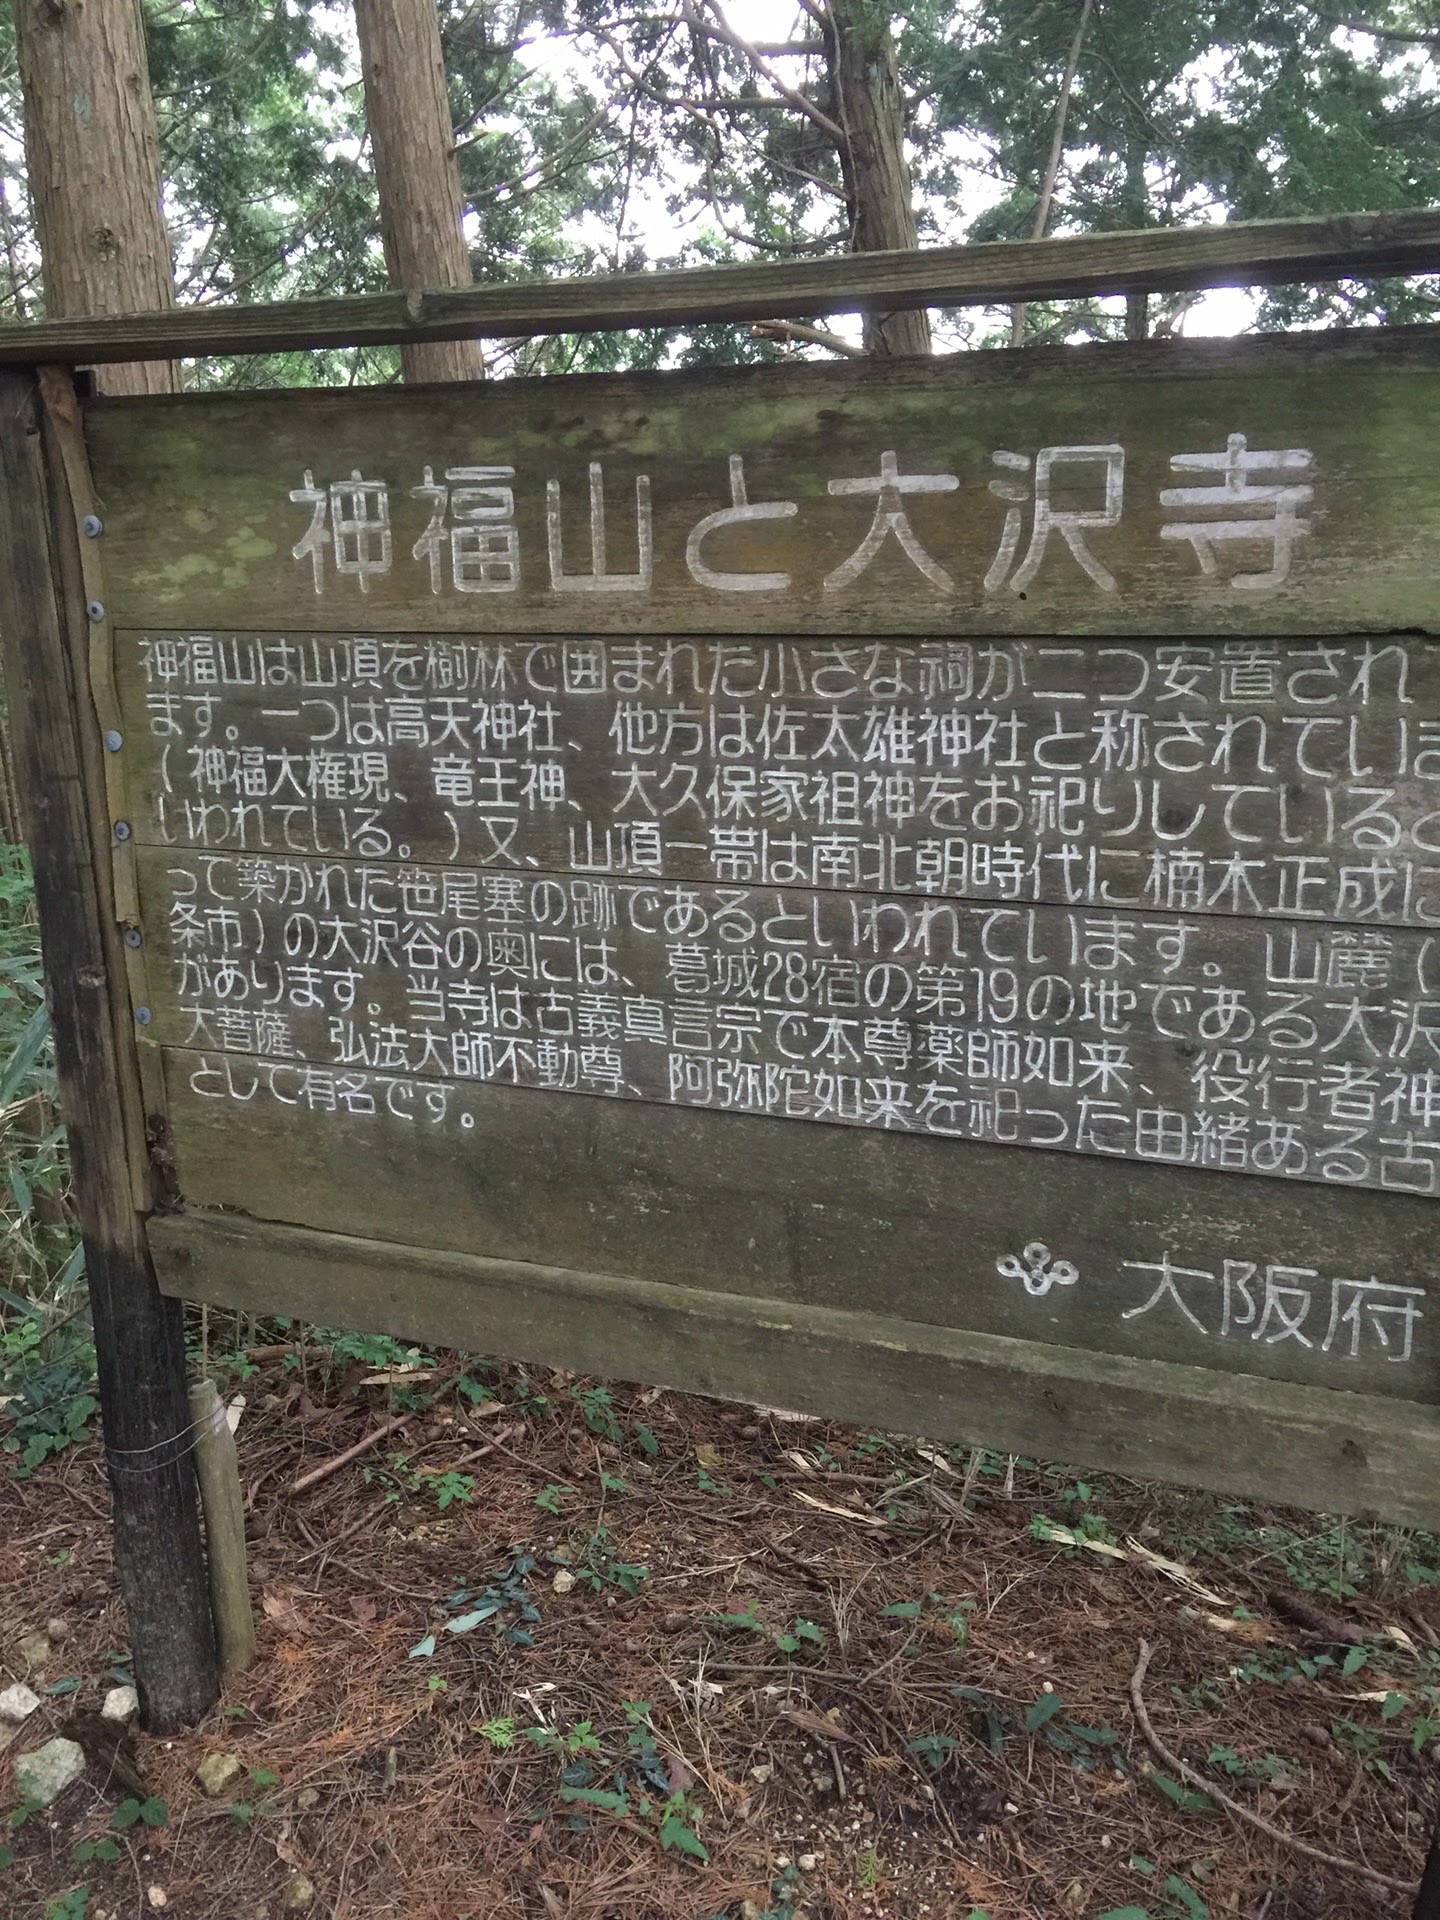 神福山と大沢寺
神福山は山頂を樹林で囲まれた小さな祠が二つ安置され
ます。一つは高天神社、他方は佐太雄神社と称されていま
(神福大権現、竜王神、大久保家祖神をお祀りしていると
いわれている。)又、山頂一帯は南北朝時代に楠木正成に
って築かれた笹尾塞の跡であるといわれています。山麓(
条市)の大沢谷の奥には、葛城28宿の第19の地である大沢
があります。当寺は古義真言宗で本尊薬師如来、役行者神
大菩薩、弘法大師不動尊、阿弥陀如来を祀った由緒ある古
として有名です。
大阪府